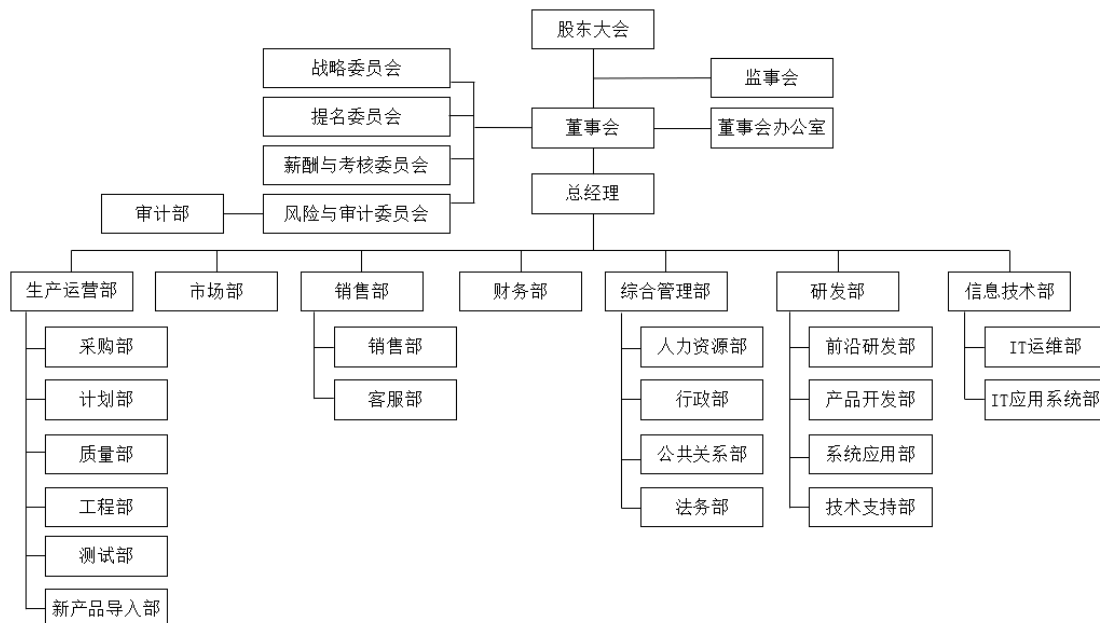 股东大会
战略委员会
监事会
提名委员会
董事会
董事会办公室
薪酬与考核委员会
总经理
审计部
风险与审计委员会
生产运营部
市场部
销售部
财务部
综合管理部
研发部
信息技术部
采购部
销售部
人力资源部
前沿研发部
IT运维部
计划部
客服部
行政部
产品开发部
IT应用系统部
质量部
公共关系部
系统应用部
工程部
法务部
技术支持部
测试部
新产品导入部